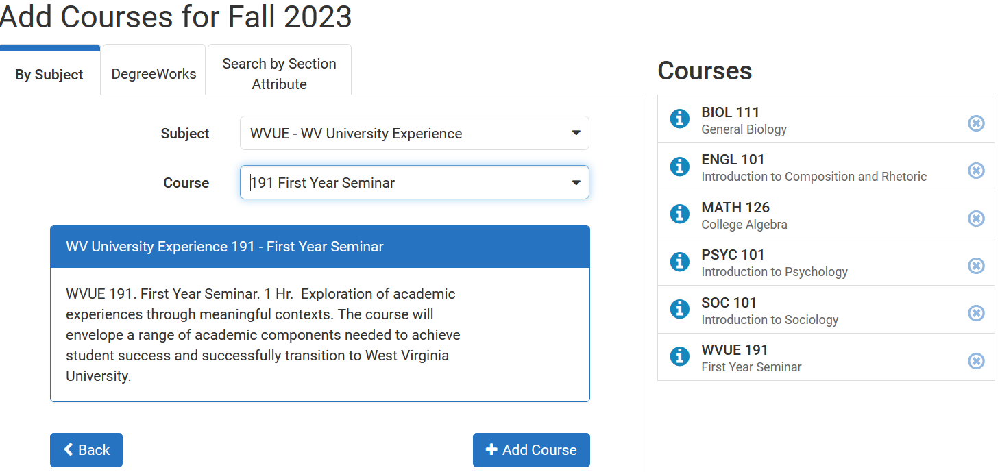 Add Courses for Fall 2023
By Subject
DegreeWorks
Search by Section
Attribute
Subject
WVUE - WV University Experience
Course
191 First Year Seminar
WV University Experience 191 - First Year Seminar
WVUE 191. First Year Seminar. 1 Hr.  Exploration of academic
experiences through meaningful contexts. The course will
envelope a range of academic components needed to achieve
student success and successfully transition to West Virginia
University.
Back
Add Course
Courses
BIOL 111
General Biology
ENGL 101
Introduction to Composition and Rhetoric
MATH 126
College Algebra
PSYC 101
Introduction to Psychology
SOC 101
Introduction to Sociology
WVUE 191
First Year Seminar